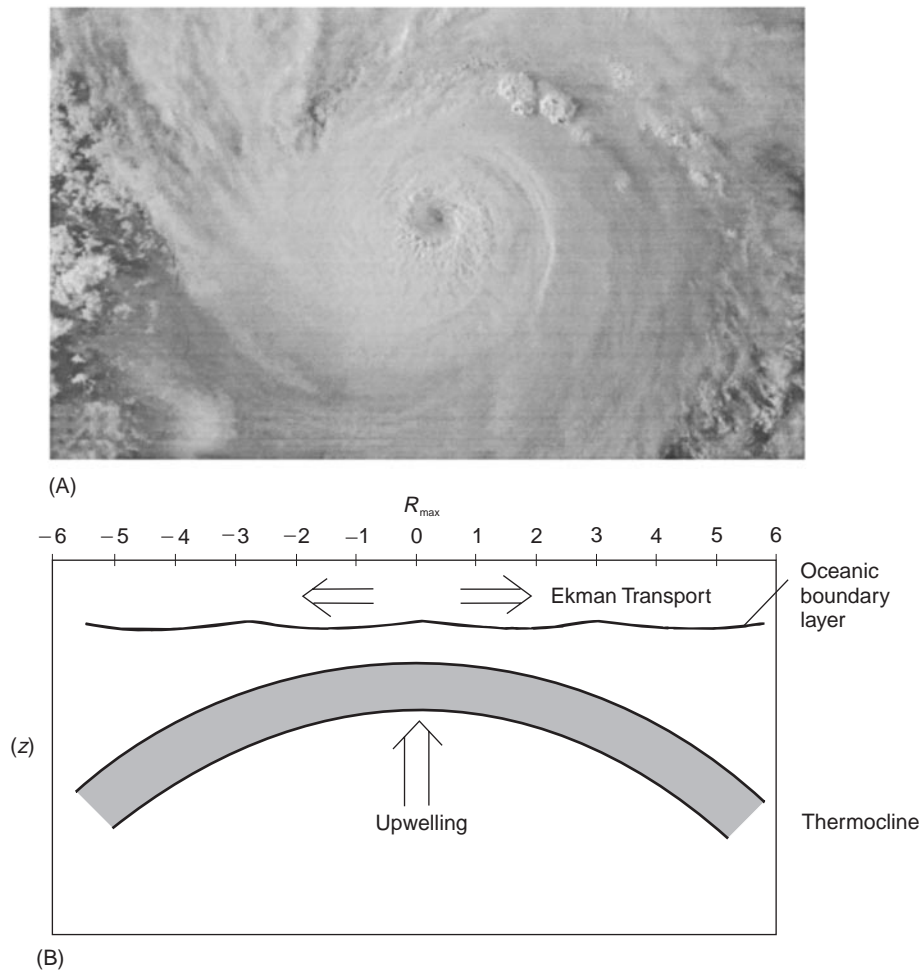 (A)
R_max
−6 −5 −4 −3 −2 −1 0 1 2 3 4 5 6
Ekman Transport
Oceanic
boundary
layer
(z)
Upwelling
Thermocline
(B)